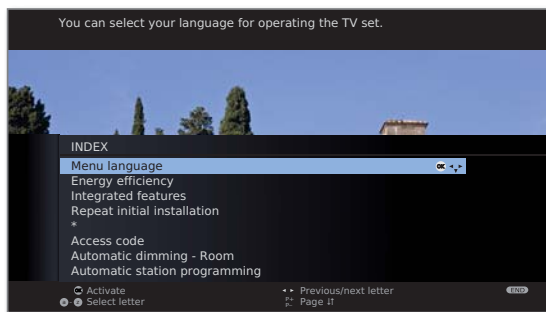 You can select your language for operating the TV set.
INDEX
Menu language OK
Energy efficiency
Integrated features
Repeat initial installation
*
Access code
Automatic dimming - Room
Automatic station programming
OK Activate ◂ ▸ Previous/next letter END
Select letter P+ P– Page ↓↑